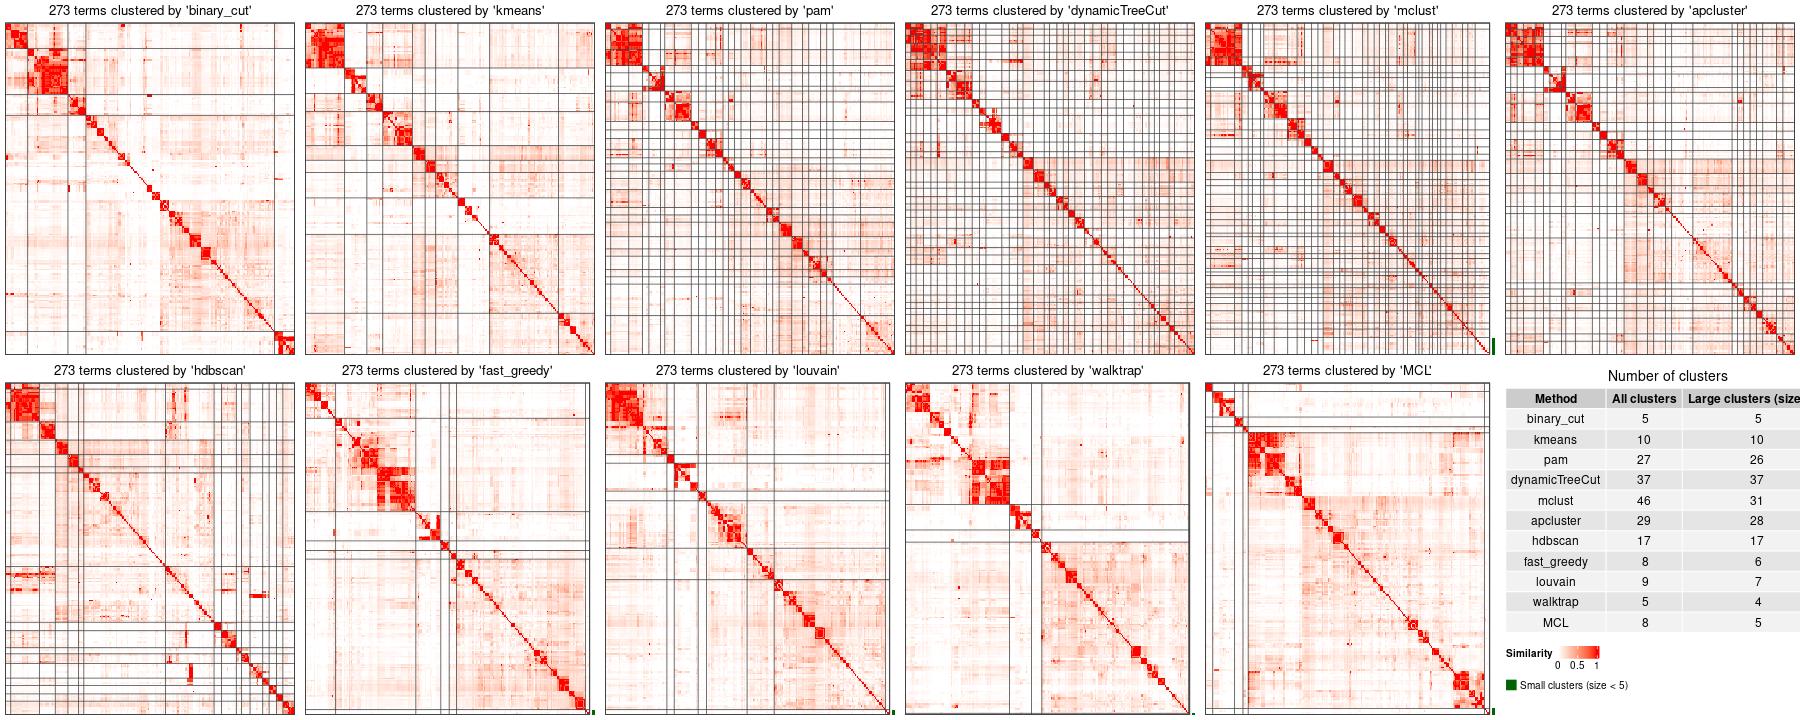 273 terms clustered by 'binary_cut'
273 terms clustered by 'kmeans'
273 terms clustered by 'pam'
273 terms clustered by 'dynamicTreeCut'
273 terms clustered by 'mclust'
273 terms clustered by 'apcluster'
273 terms clustered by 'hdbscan'
273 terms clustered by 'fast_greedy'
273 terms clustered by 'louvain'
273 terms clustered by 'walktrap'
273 terms clustered by 'MCL'
Number of clusters
Method All clusters Large clusters (size
binary_cut 5 5
kmeans 10 10
pam 27 26
dynamicTreeCut 37 37
mclust 46 31
apcluster 29 28
hdbscan 17 17
fast_greedy 8 6
louvain 9 7
walktrap 5 4
MCL 8 5
Similarity
0 0.5 1
Small clusters (size < 5)